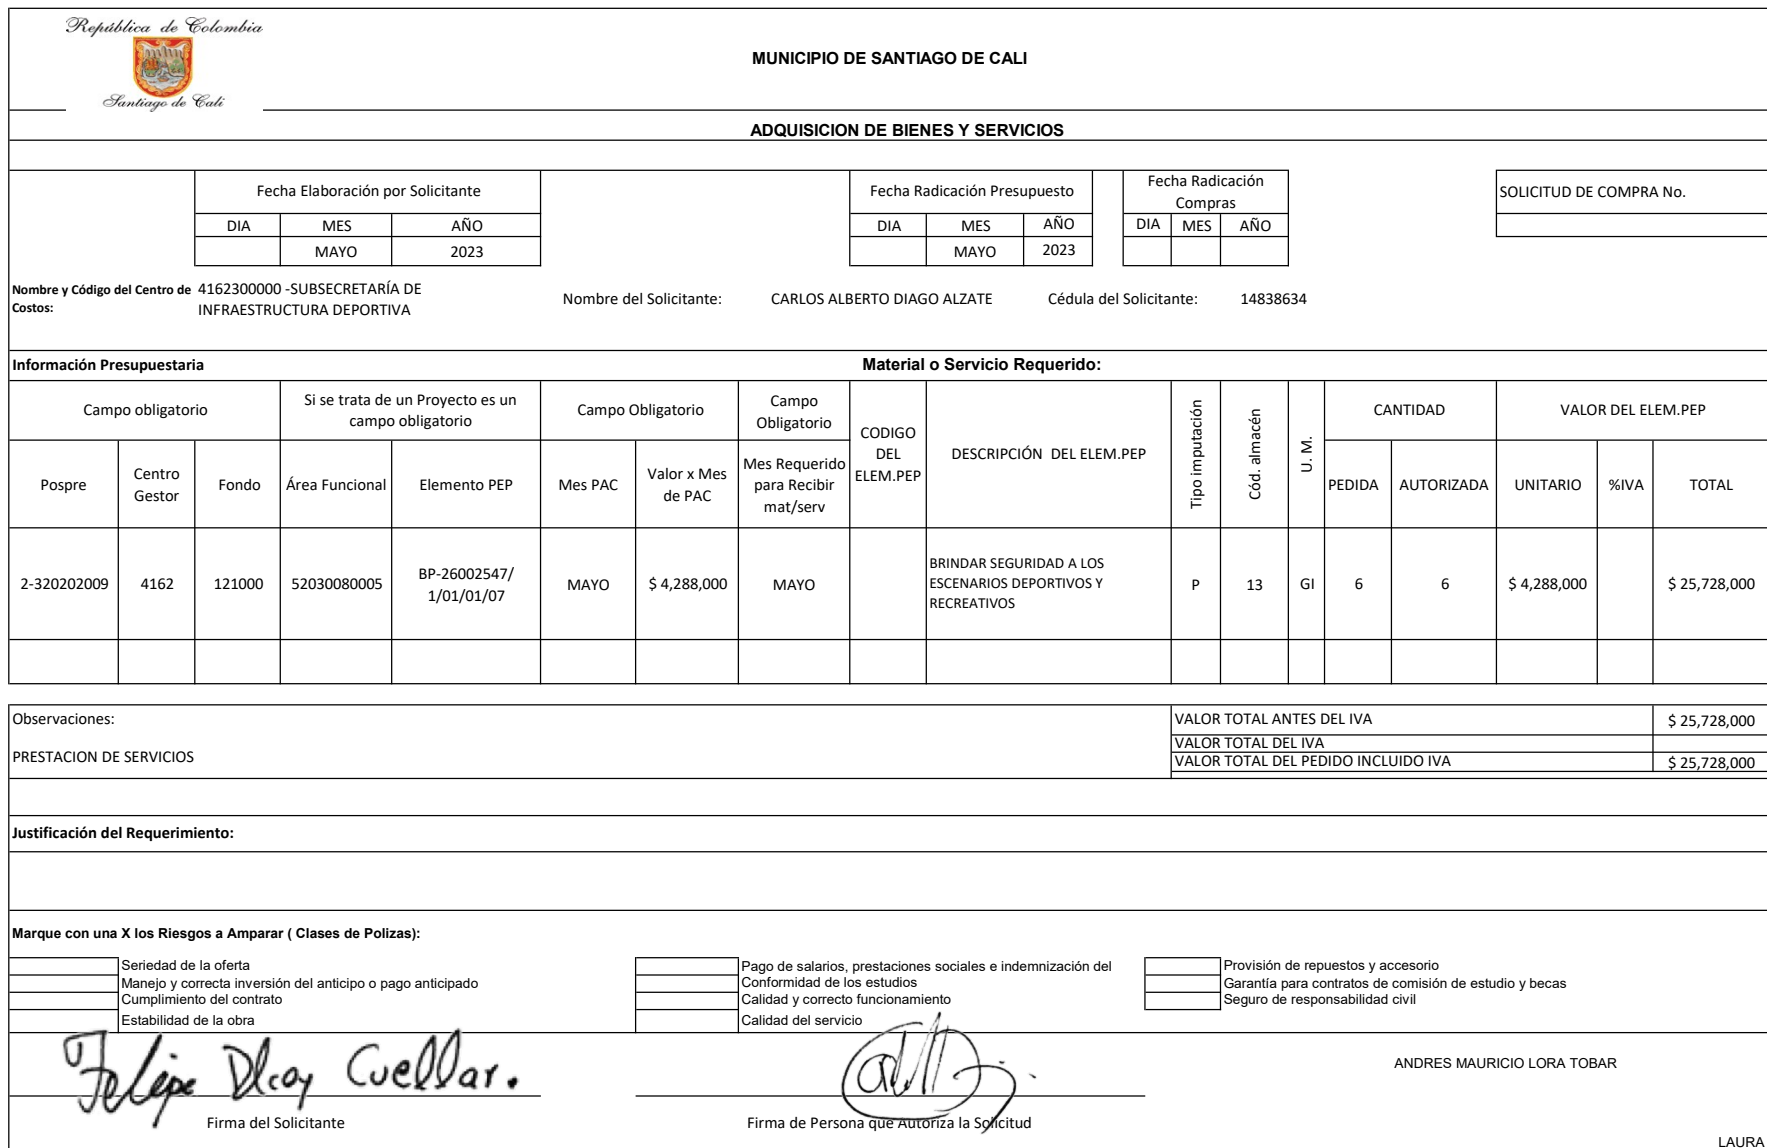 República de Colombia
Santiago de Cali
MUNICIPIO DE SANTIAGO DE CALI
ADQUISICION DE BIENES Y SERVICIOS
Fecha Elaboración por Solicitante
DIA MES AÑO
MAYO 2023
Fecha Radicación Presupuesto
DIA MES AÑO
MAYO 2023
Fecha Radicación
Compras
DIA MES AÑO
SOLICITUD DE COMPRA No.
Nombre y Código del Centro de
Costos:
4162300000 -SUBSECRETARÍA DE
INFRAESTRUCTURA DEPORTIVA
Nombre del Solicitante: CARLOS ALBERTO DIAGO ALZATE Cédula del Solicitante: 14838634
Información Presupuestaria
Material o Servicio Requerido:
Campo obligatorio
Si se trata de un Proyecto es un
campo obligatorio
Campo Obligatorio
Campo
Obligatorio
CODIGO
DEL
ELEM.PEP
DESCRIPCIÓN DEL ELEM.PEP
Tipo imputación
Cód. almacén
U. M.
CANTIDAD
VALOR DEL ELEM.PEP
Pospre
Centro
Gestor
Fondo
Área Funcional
Elemento PEP
Mes PAC
Valor x Mes
de PAC
Mes Requerido
para Recibir
mat/serv
PEDIDA AUTORIZADA UNITARIO %IVA TOTAL
2-320202009
4162
121000
52030080005
BP-26002547/
1/01/01/07
MAYO
$ 4,288,000
MAYO
BRINDAR SEGURIDAD A LOS
ESCENARIOS DEPORTIVOS Y
RECREATIVOS
P
13
GI
6
6
$ 4,288,000
$ 25,728,000
Observaciones:
PRESTACION DE SERVICIOS
VALOR TOTAL ANTES DEL IVA $ 25,728,000
VALOR TOTAL DEL IVA
VALOR TOTAL DEL PEDIDO INCLUIDO IVA $ 25,728,000
Justificación del Requerimiento:
Marque con una X los Riesgos a Amparar ( Clases de Polizas):
Seriedad de la oferta
Manejo y correcta inversión del anticipo o pago anticipado
Cumplimiento del contrato
Estabilidad de la obra
Pago de salarios, prestaciones sociales e indemnización del
Conformidad de los estudios
Calidad y correcto funcionamiento
Calidad del servicio
Provisión de repuestos y accesorio
Garantía para contratos de comisión de estudio y becas
Seguro de responsabilidad civil
Felipe Cuellar.
ANDRES MAURICIO LORA TOBAR
Firma del Solicitante
Firma de Persona que Autoriza la Solicitud
LAURA